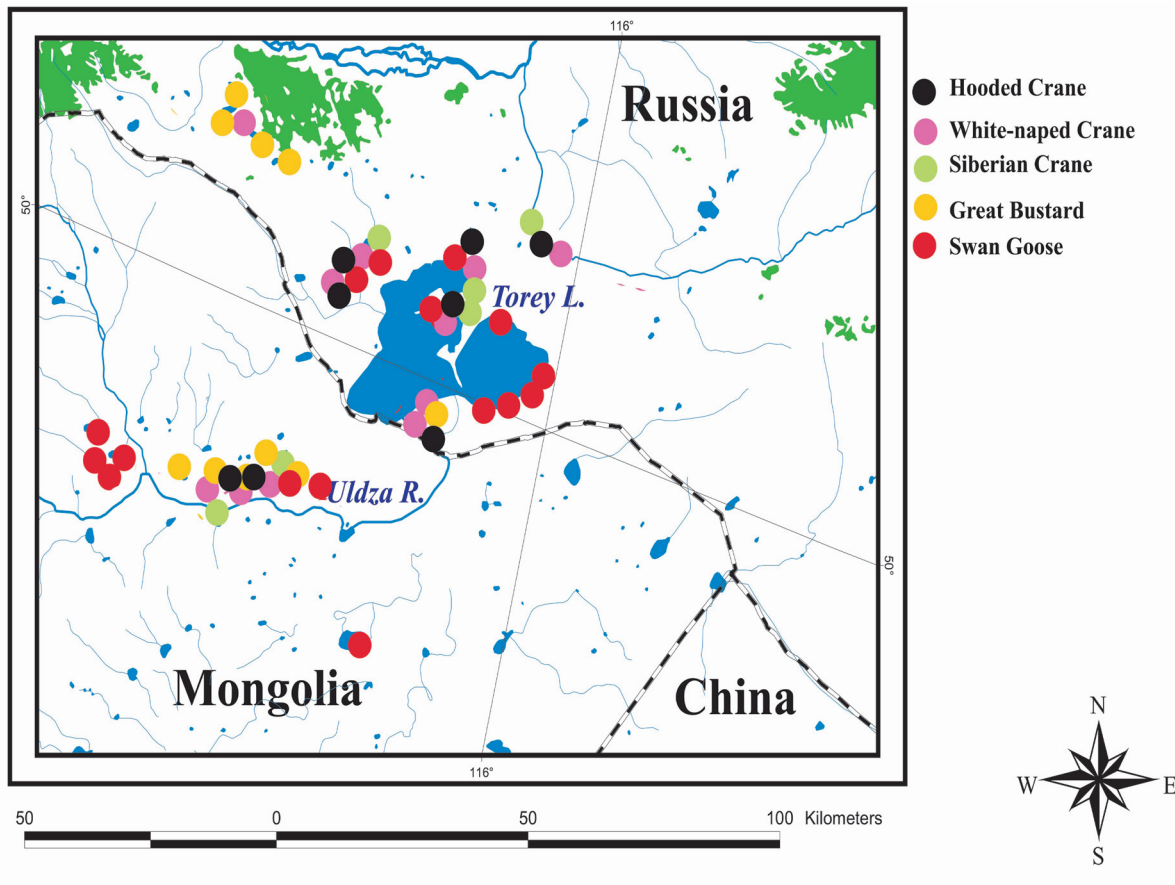 116°
Russia
Hooded Crane
White-naped Crane
Siberian Crane
Great Bustard
Swan Goose
50°
Torey L.
Uldza R.
50°
Mongolia
China
116°
N
W E
S
50 0 50 100 Kilometers